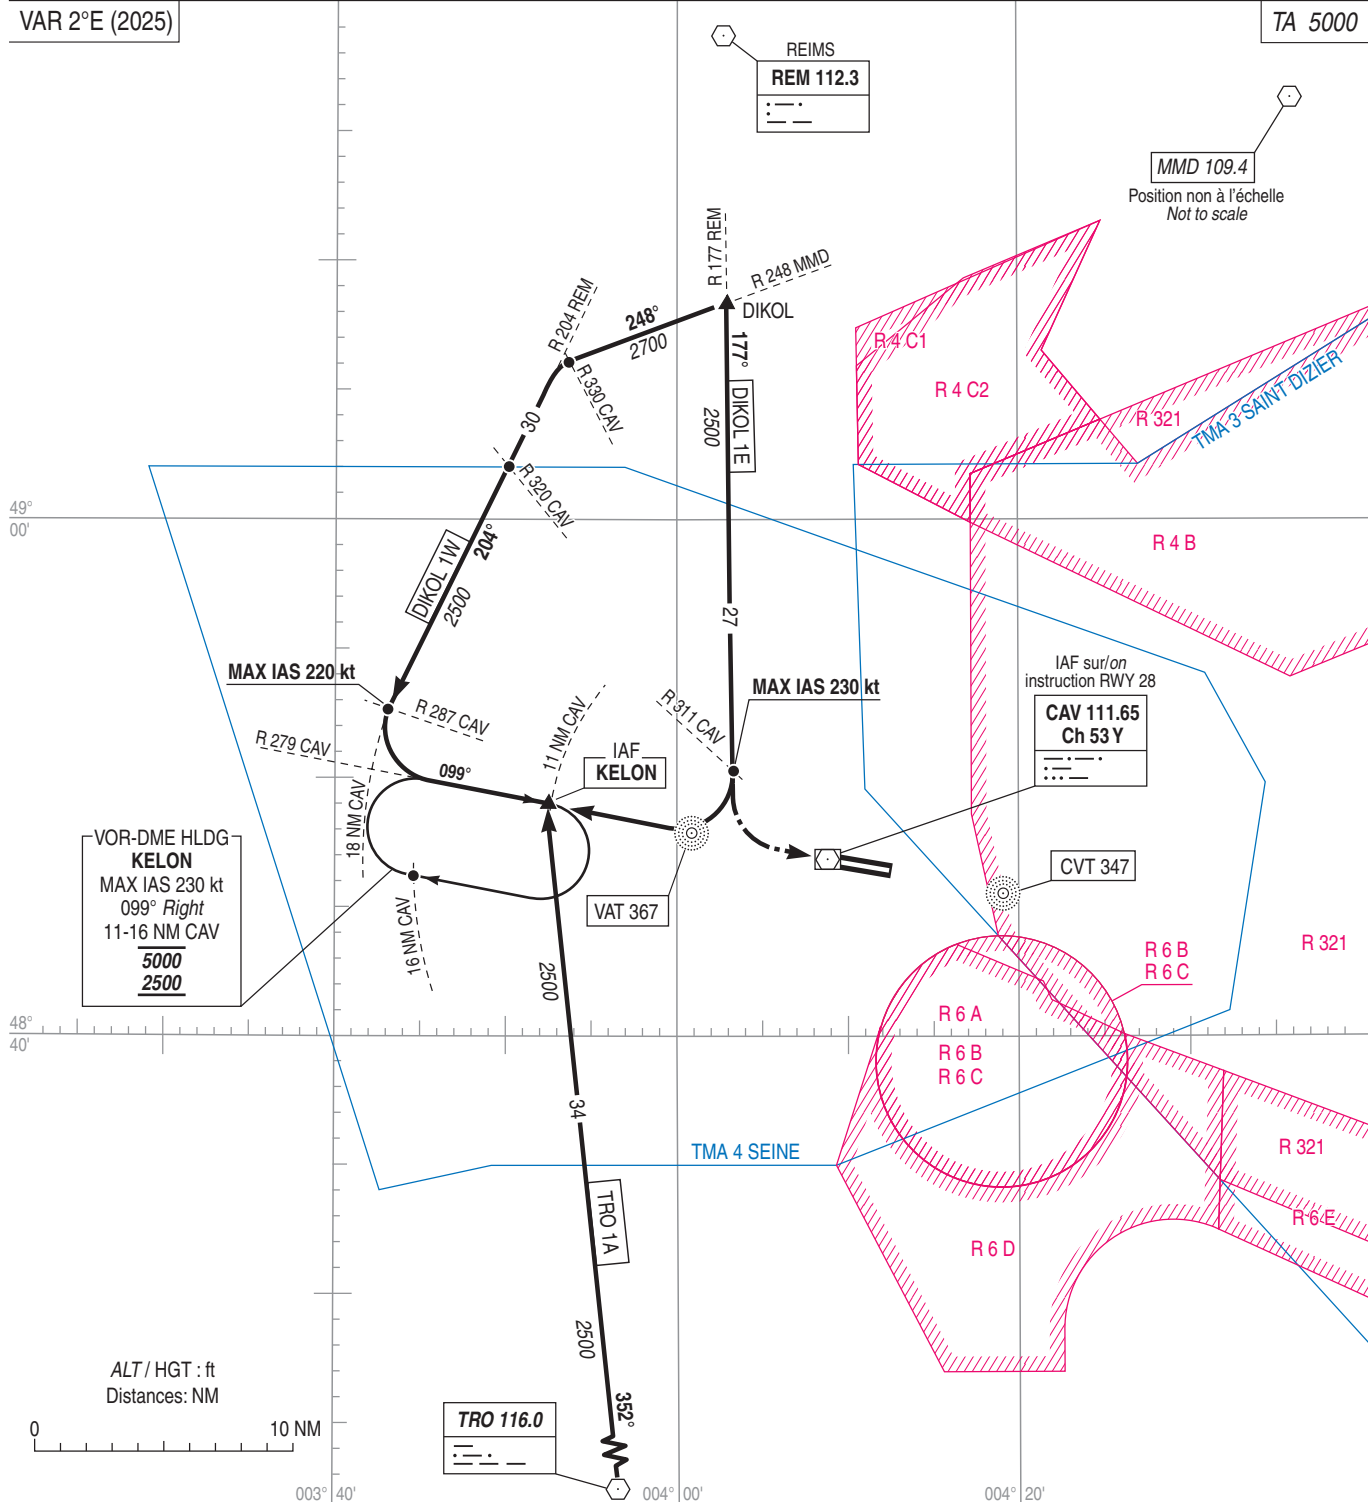 VAR 2°E (2025)
TA 5000
REIMS
REM 112.3
MMD 109.4
Position non à l'échelle
Not to scale
R 177 REM
R 248 MMD
DIKOL
R 204 REM
248°
2700
R 330 CAV
177°
DIKOL 1E
2500
30
R 320 CAV
R 4 C1
R 4 C2
R 321
TMA 3 SAINT DIZIER
49°
00'
R 4 B
204°
DIKOL 1W
2500
27
MAX IAS 220 kt
R 287 CAV
R 279 CAV
099°
11 NM CAV
R 311 CAV
MAX IAS 230 kt
IAF
KELON
IAF sur/on
instruction RWY 28
CAV 111.65
Ch 53 Y
18 NM CAV
VOR-DME HLDG
KELON
MAX IAS 230 kt
099° Right
11-16 NM CAV
5000
2500
16 NM CAV
VAT 367
CVT 347
2500
R 6 B
R 6 C
R 321
R 6 A
R 6 B
R 6 C
48°
40'
34
TMA 4 SEINE
R 321
TRO 1A
R 6 E
R 6 D
2500
352°
ALT / HGT : ft
Distances: NM
0
10 NM
TRO 116.0
003° 40'
004° 00'
004° 20'